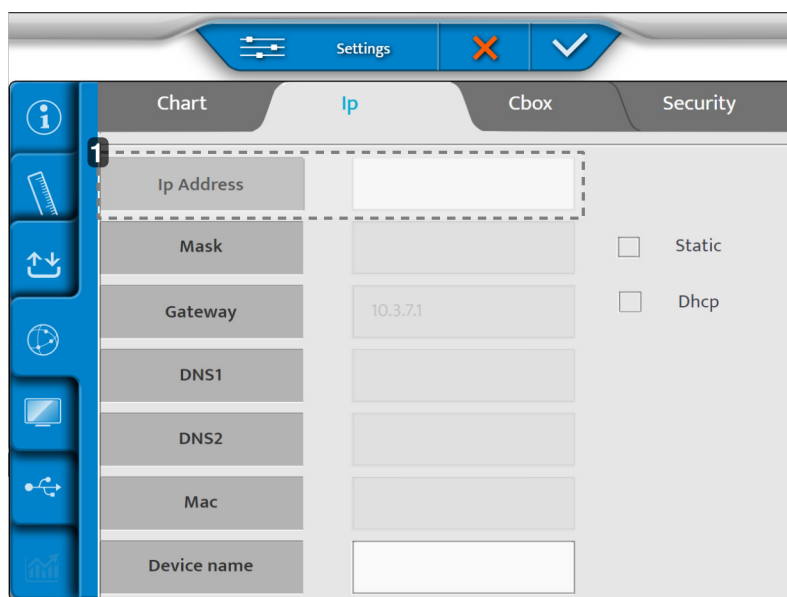 Settings
Chart Ip Cbox Security
1
Ip Address
Mask Static
Gateway 10.3.7.1 Dhcp
DNS1
DNS2
Mac
Device name